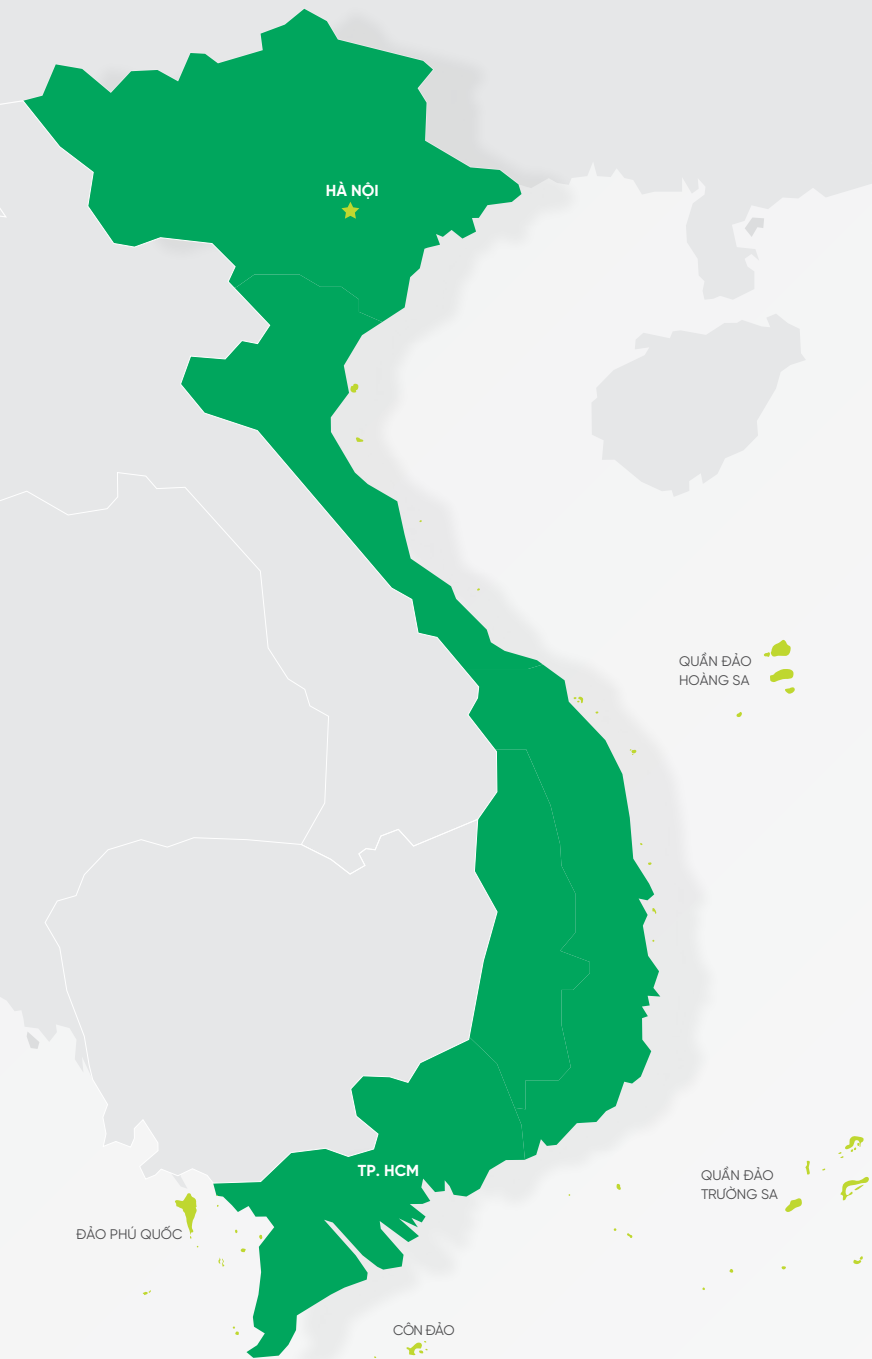 HÀ NỘI
QUẦN ĐẢO
HOÀNG SA
TP. HCM
QUẦN ĐẢO
TRƯỜNG SA
ĐẢO PHÚ QUỐC
CÔN ĐẢO